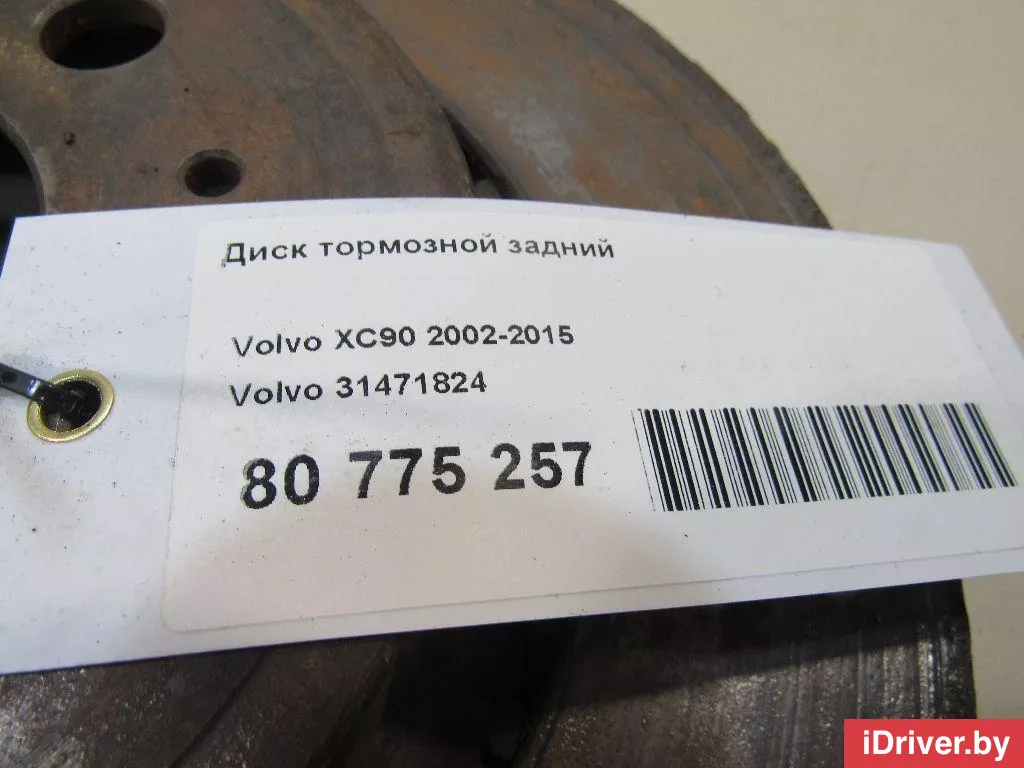 Диск тормозной задний
Volvo XC90 2002-2015
Volvo 31471824
80 775 257
iDriver.by